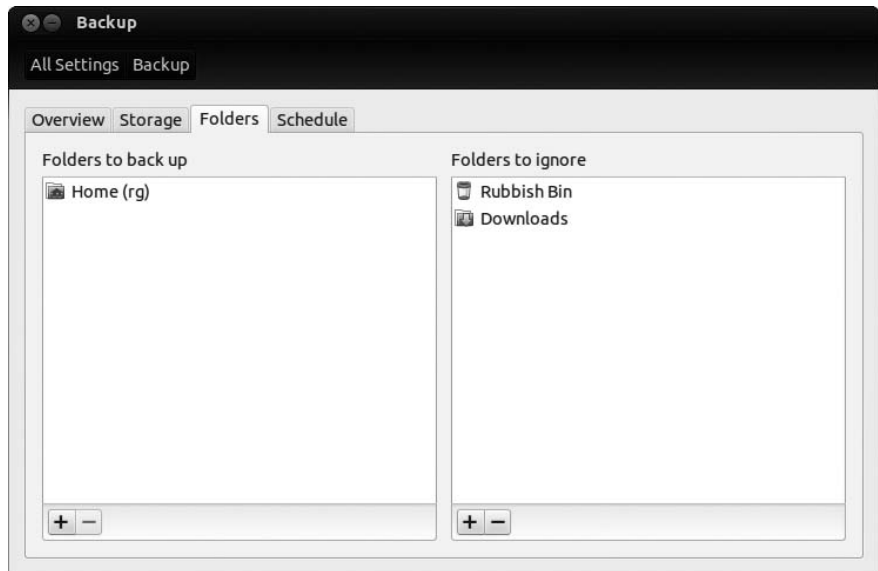 Backup
All Settings Backup
Overview Storage Folders Schedule
Folders to back up
Home (rg)
+ −
Folders to ignore
Rubbish Bin
Downloads
+ −